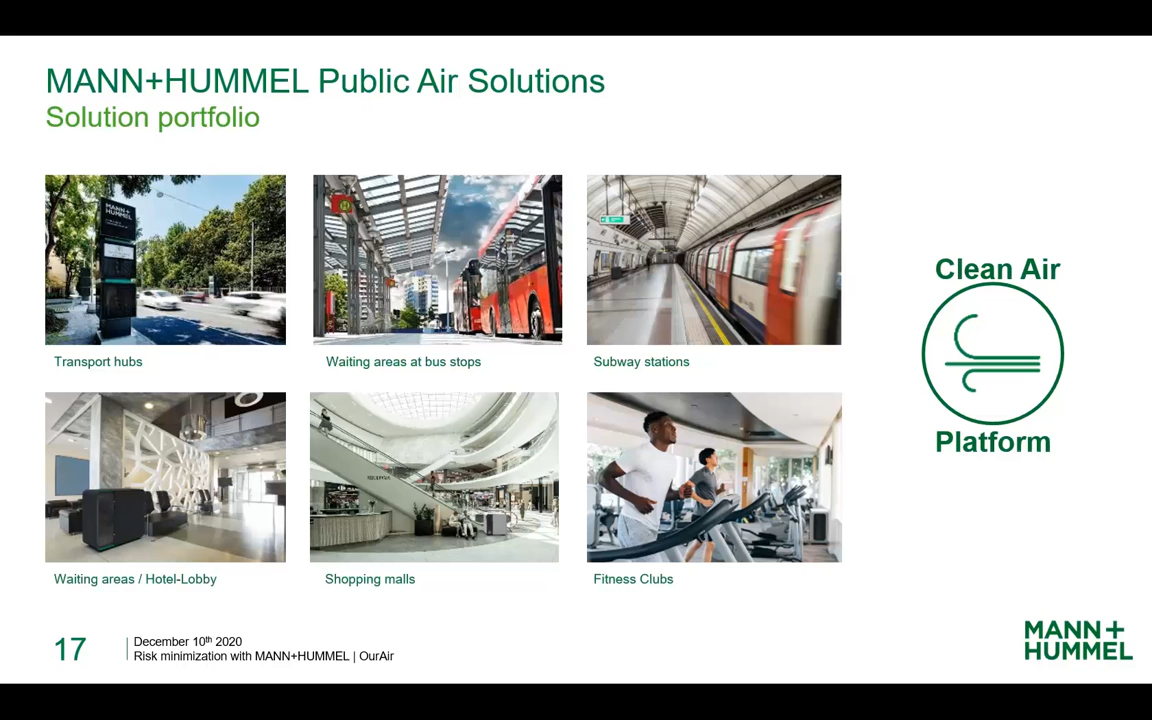 MANN+HUMMEL Public Air Solutions
Solution portfolio
MANN+
HUMMEL
H
Transport hubs
Waiting areas at bus stops
Subway stations
Clean Air
Platform
Waiting areas / Hotel-Lobby
Shopping malls
Fitness Clubs
17
December 10th 2020
Risk minimization with MANN+HUMMEL | OurAir
MANN+
HUMMEL